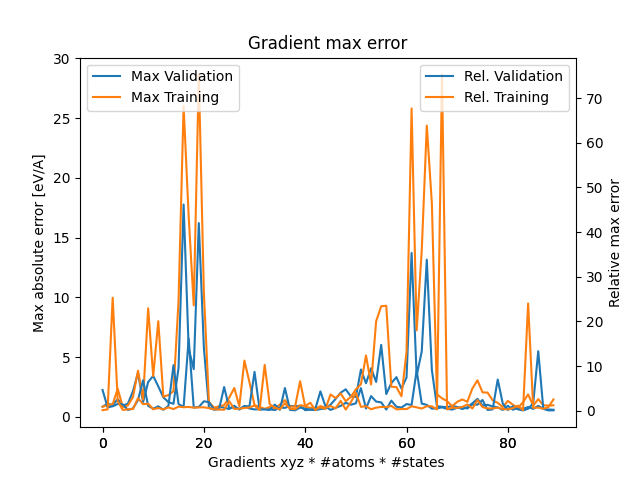 Gradient max error
Max Validation
Max Training
Rel. Validation
Rel. Training
Max absolute error [eV/A]
30
25
20
15
10
5
0
70
60
50
40
30
20
10
0
Relative max error
0 20 40 60 80
Gradients xyz * #atoms * #states